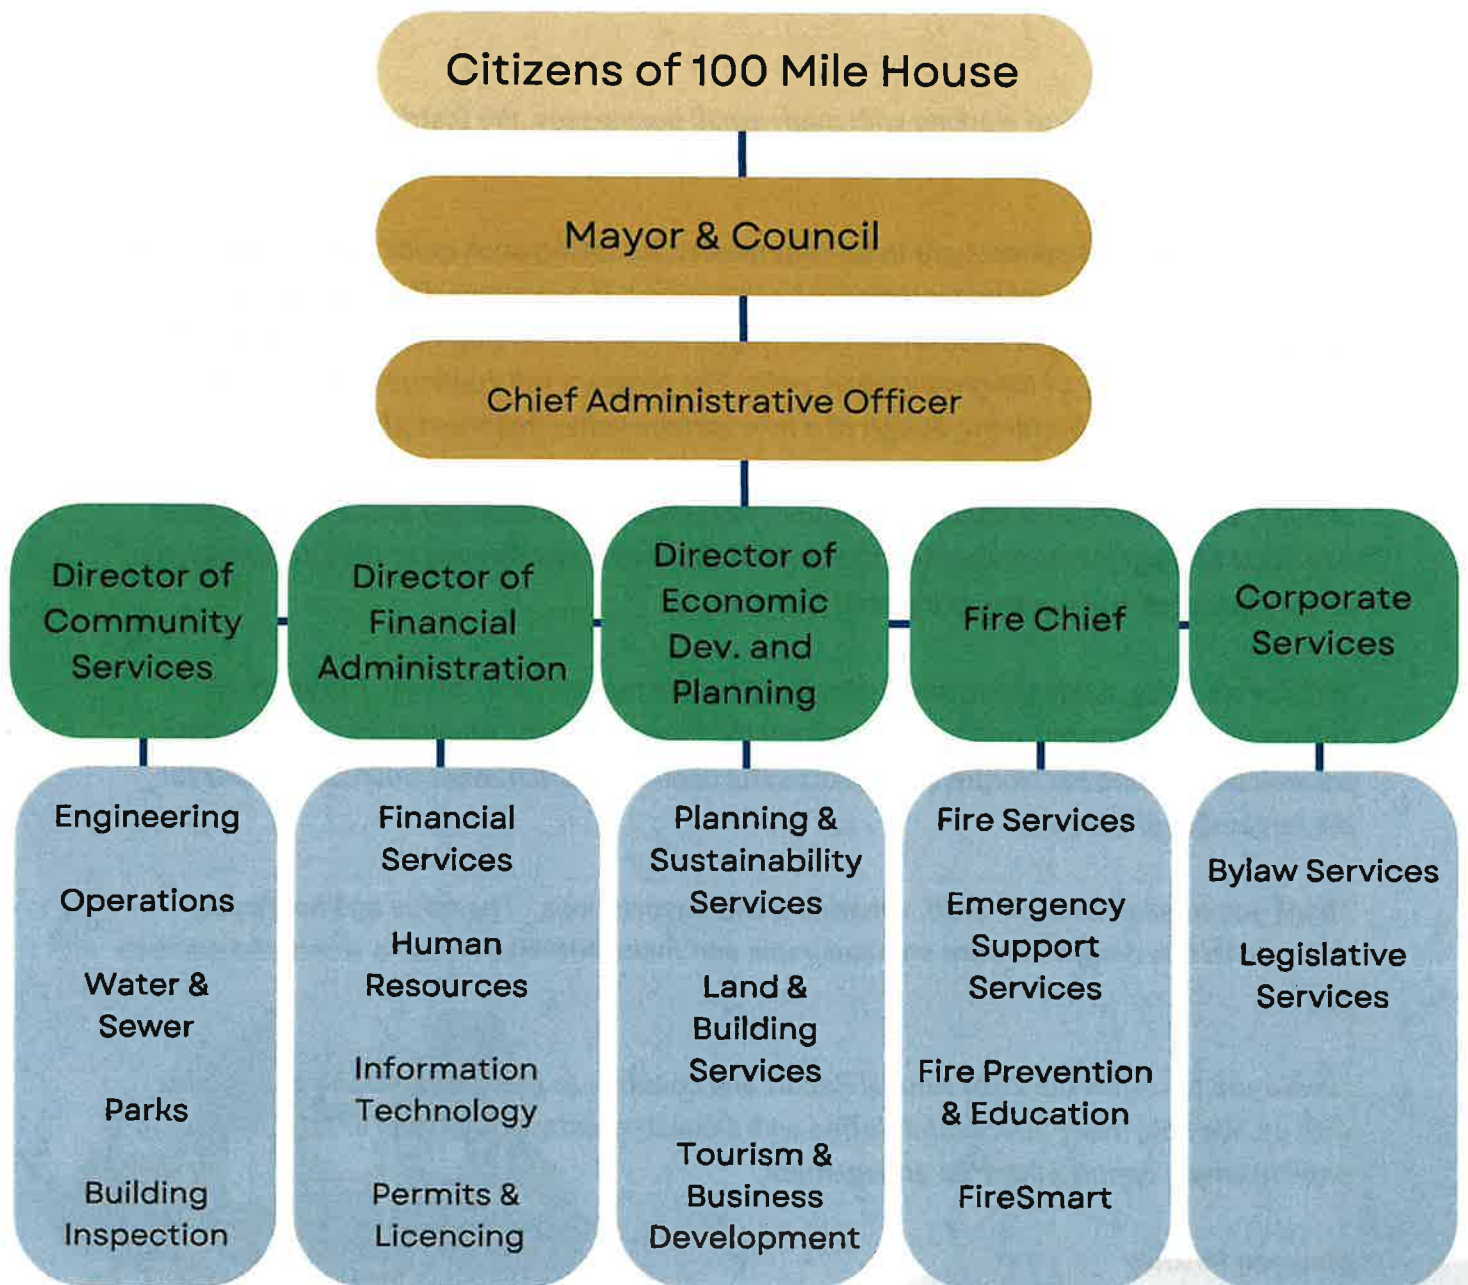 Citizens of 100 Mile House
Mayor & Council
Chief Administrative Officer
Director of
Community
Services
Director of
Financial
Administration
Director of
Economic
Dev. and
Planning
Fire Chief
Corporate
Services
Engineering
Operations
Water &
Sewer
Parks
Building
Inspection
Financial
Services
Human
Resources
Information
Technology
Permits &
Licencing
Planning &
Sustainability
Services
Land &
Building
Services
Tourism &
Business
Development
Fire Services
Emergency
Support
Services
Fire Prevention
& Education
FireSmart
Bylaw Services
Legislative
Services